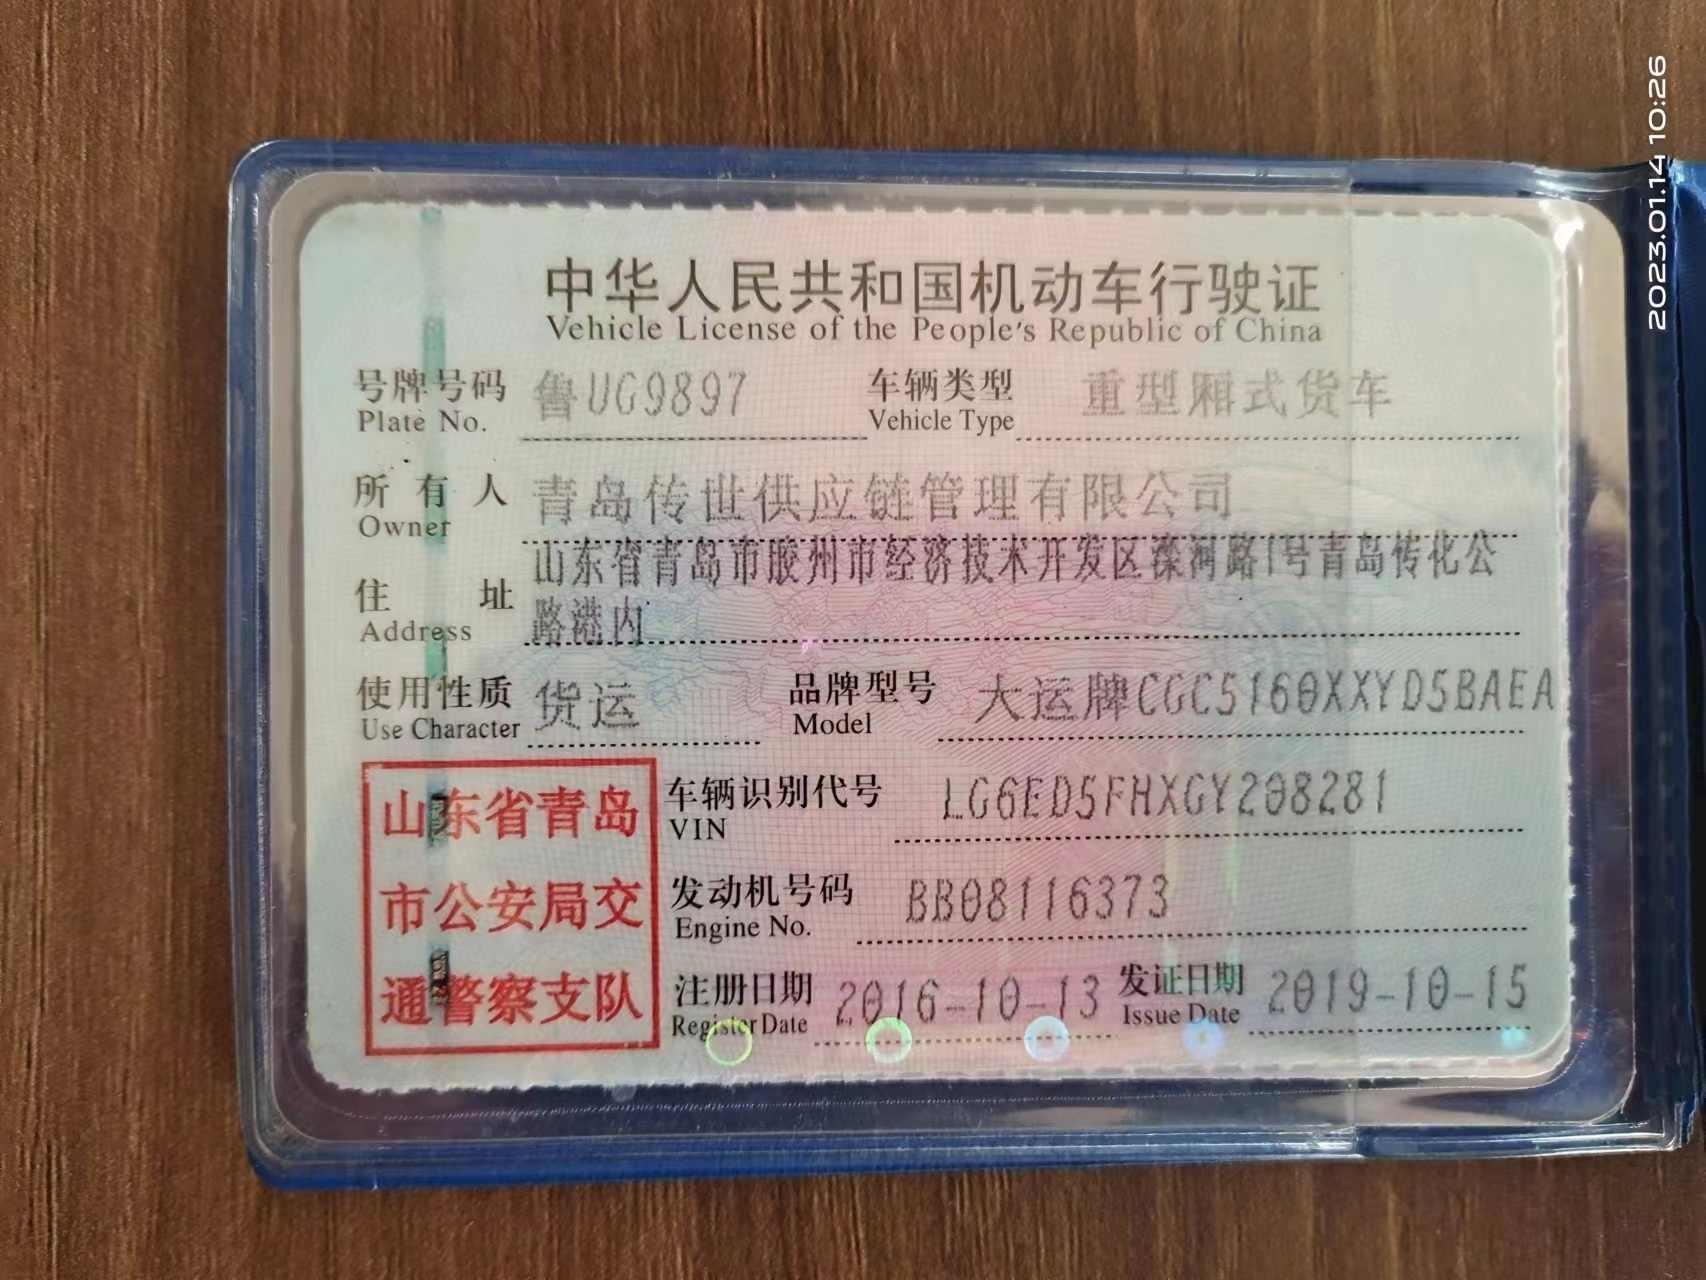 中华人民共和国机动车行驶证
Vehicle License of the People's Republic of China
号牌号码 鲁UG9897 车辆类型 重型厢式货车
Plate No. Vehicle Type
所有人 青岛传世供应链管理有限公司
Owner
山东省青岛市胶州市经济技术开发区滦河路1号青岛传化公
住址 路港内
Address
使用性质 货运 品牌型号 大运牌CGC5160XXYD5BAEA
Use Character Model
山东省青岛
市公安局交
通警察支队
车辆识别代号 LG6ED5FHXGY208281
VIN
发动机号码 BB08116373
Engine No.
注册日期 2016-10-13 发证日期 2019-10-15
Register Date Issue Date
2023.01.14 10:26